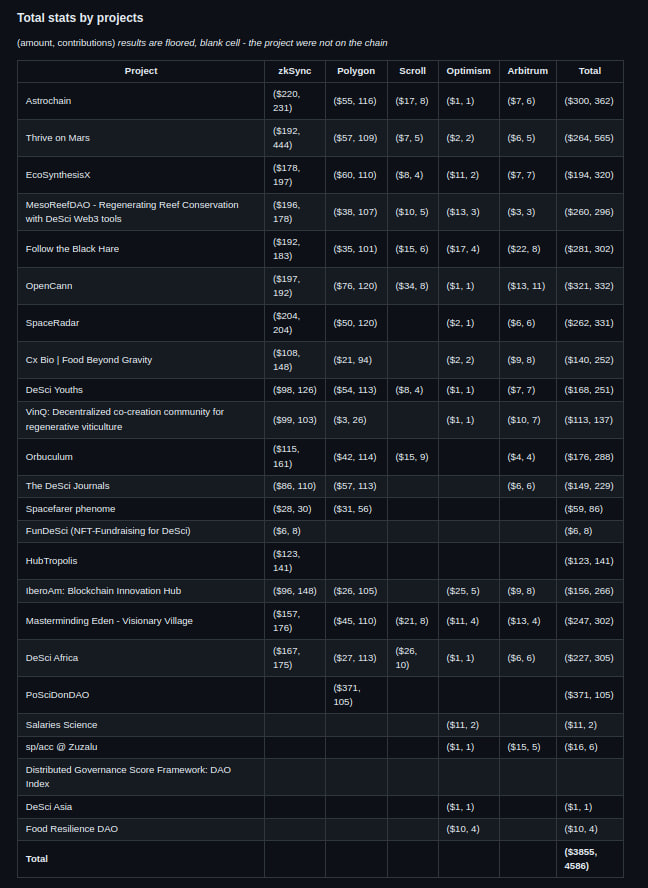 Total stats by projects
(amount, contributions) results are floored, blank cell - the project were not on the chain
Project zkSync Polygon Scroll Optimism Arbitrum Total
Astrochain ($220, 231) ($55, 116) ($17, 8) ($1, 1) ($7, 6) ($300, 362)
Thrive on Mars ($192, 444) ($57, 109) ($7, 5) ($2, 2) ($6, 5) ($264, 565)
EcoSynthesisX ($178, 197) ($60, 110) ($8, 4) ($11, 2) ($7, 7) ($194, 320)
MesoReefDAO - Regenerating Reef Conservation
with DeSci Web3 tools ($196, 178) ($38, 107) ($10, 5) ($13, 3) ($3, 3) ($260, 296)
Follow the Black Hare ($192, 183) ($35, 101) ($15, 6) ($17, 4) ($22, 8) ($281, 302)
OpenCann ($197, 192) ($76, 120) ($34, 8) ($1, 1) ($13, 11) ($321, 332)
SpaceRadar ($204, 204) ($50, 120) ($2, 1) ($6, 6) ($262, 331)
Cx Bio | Food Beyond Gravity ($108, 148) ($21, 94) ($2, 2) ($9, 8) ($140, 252)
DeSci Youths ($98, 126) ($54, 113) ($8, 4) ($1, 1) ($7, 7) ($168, 251)
VinQ: Decentralized co-creation community for
regenerative viticulture ($99, 103) ($3, 26) ($1, 1) ($10, 7) ($113, 137)
Orbuculum ($115, 161) ($42, 114) ($15, 9) ($4, 4) ($176, 288)
The DeSci Journals ($86, 110) ($57, 113) ($6, 6) ($149, 229)
Spacefarer phenome ($28, 30) ($31, 56) ($59, 86)
FunDeSci (NFT-Fundraising for DeSci) ($6, 8) ($6, 8)
HubTropolis ($123, 141) ($123, 141)
IberoAm: Blockchain Innovation Hub ($96, 148) ($26, 105) ($25, 5) ($9, 8) ($156, 266)
Masterminding Eden - Visionary Village ($157, 176) ($45, 110) ($21, 8) ($11, 4) ($13, 4) ($247, 302)
DeSci Africa ($167, 175) ($27, 113) ($26, 10) ($1, 1) ($6, 6) ($227, 305)
PoSciDonDAO ($371, 105) ($371, 105)
Salaries Science ($11, 2) ($11, 2)
sp/acc @ Zuzalu ($1, 1) ($15, 5) ($16, 6)
Distributed Governance Score Framework: DAO
Index
DeSci Asia ($1, 1) ($1, 1)
Food Resilience DAO ($10, 4) ($10, 4)
Total ($3855, 4586)